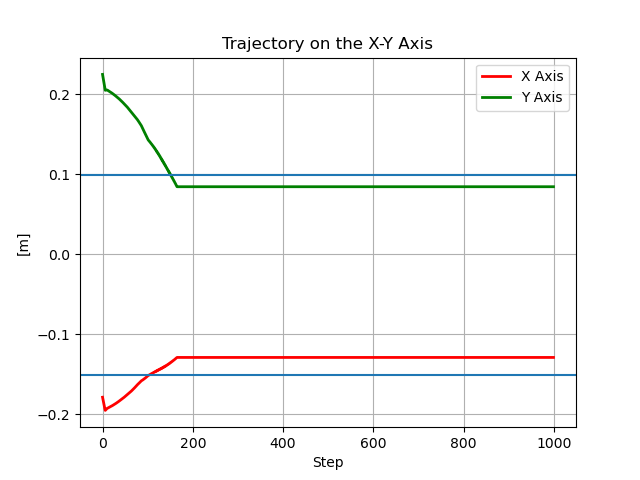 Trajectory on the X-Y Axis
X Axis
Y Axis
0.2
0.1
0.0
−0.1
−0.2
[m]
0 200 400 600 800 1000
Step